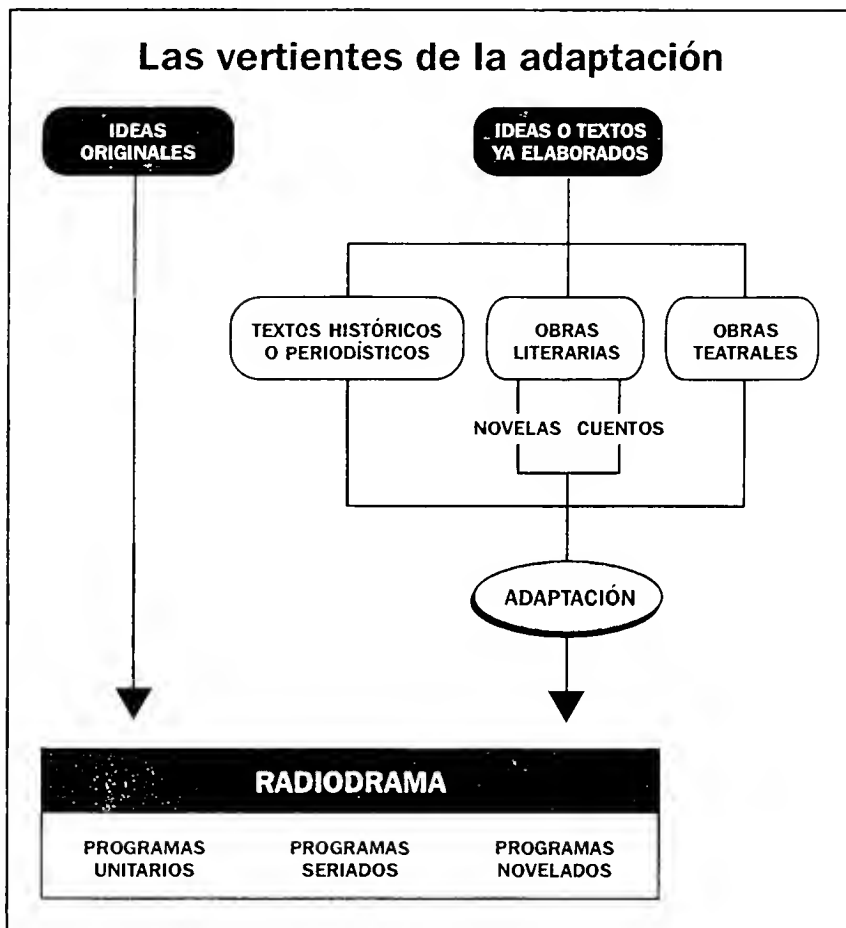 Las vertientes de la adaptación
IDEAS
ORIGINALES
IDEAS O TEXTOS
YA ELABORADOS
TEXTOS HISTÓRICOS
O PERIODÍSTICOS
OBRAS
LITERARIAS
OBRAS
TEATRALES
NOVELAS CUENTOS
ADAPTACIÓN
RADIODRAMA
PROGRAMAS
UNITARIOS
PROGRAMAS
SERIADOS
PROGRAMAS
NOVELADOS